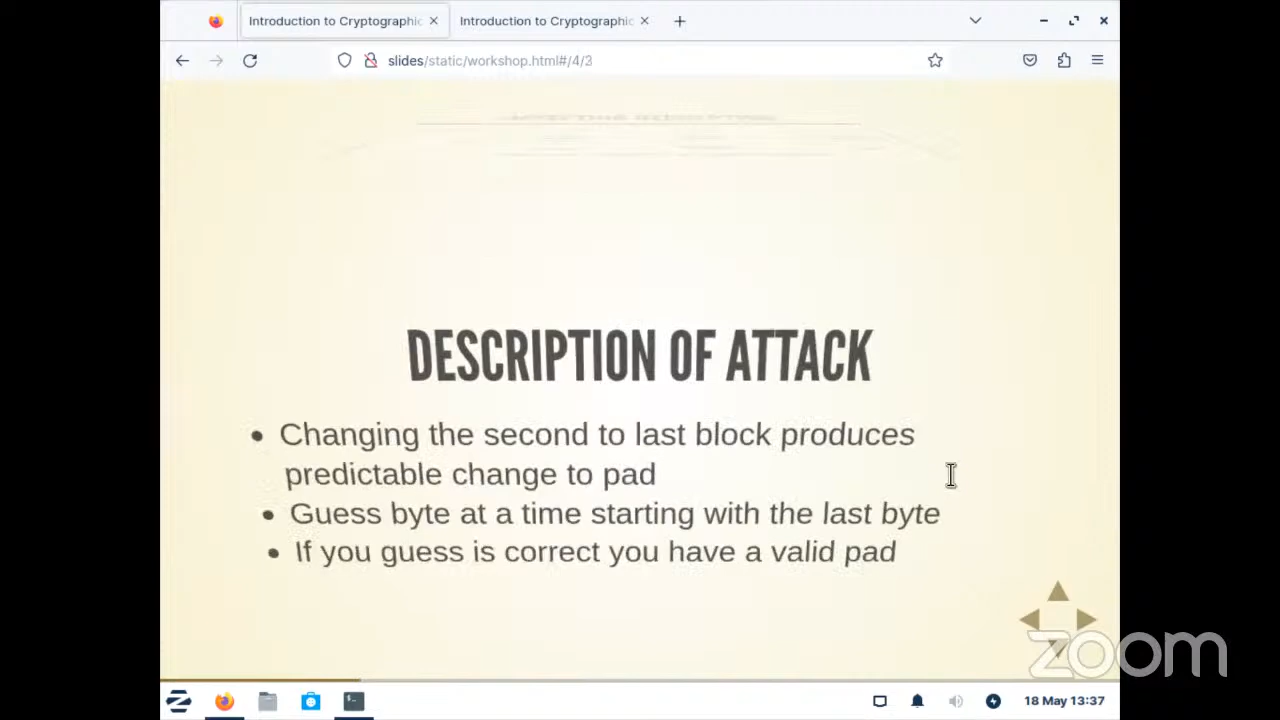 Introduction to Cryptographic
Introduction to Cryptographic
slides/static/workshop.html#/4/3
DESCRIPTION OF ATTACK
Changing the second to last block produces
predictable change to pad
Guess byte at a time starting with the last byte
If you guess is correct you have a valid pad
zoom
18 May 13:37